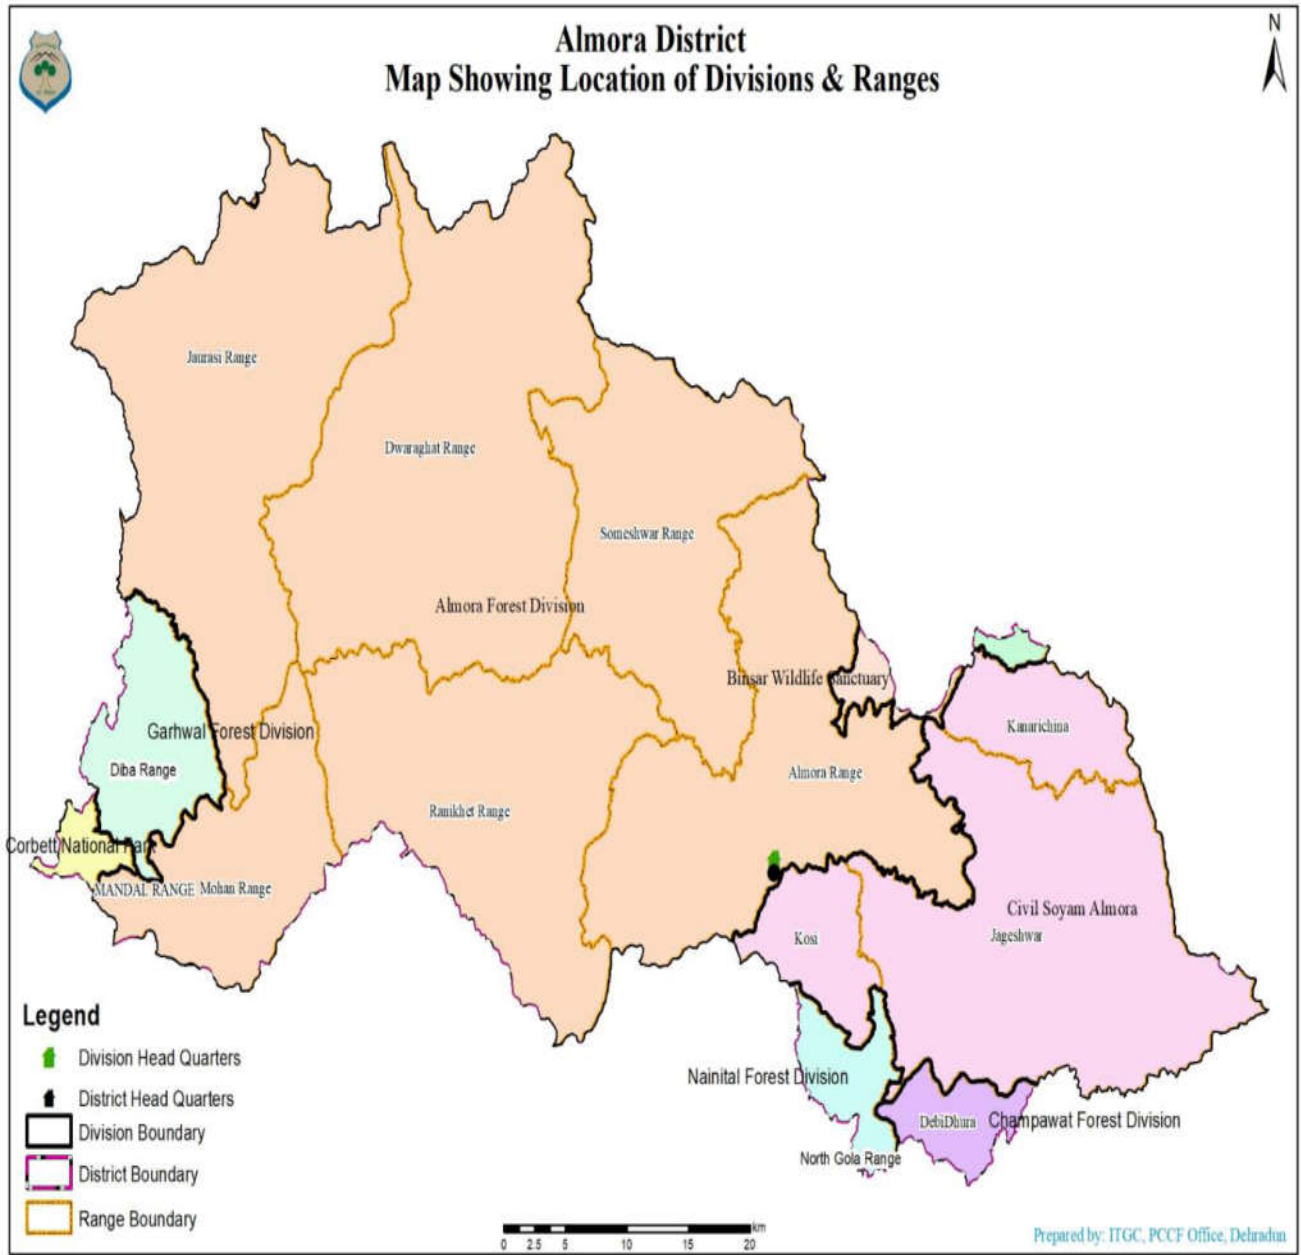 Almora District
Map Showing Location of Divisions & Ranges
N
Jaurasi Range
Dwaraghat Range
Someshwar Range
Almora Forest Division
Binsar Wildlife Sanctuary
Garhwal Forest Division
Kanarichina
Diba Range
Almora Range
Ranikhet Range
Corbett National Park
MANDAL RANGE Mohan Range
Civil Soyam Almora
Kosi
Jageshwar
Nainital Forest Division
DebiDhura
Champawat Forest Division
North Gola Range
Legend
Division Head Quarters
District Head Quarters
Division Boundary
District Boundary
Range Boundary
km
0 2.5 5 10 15 20
Prepared by: ITGC, PCCF Office, Dehradun